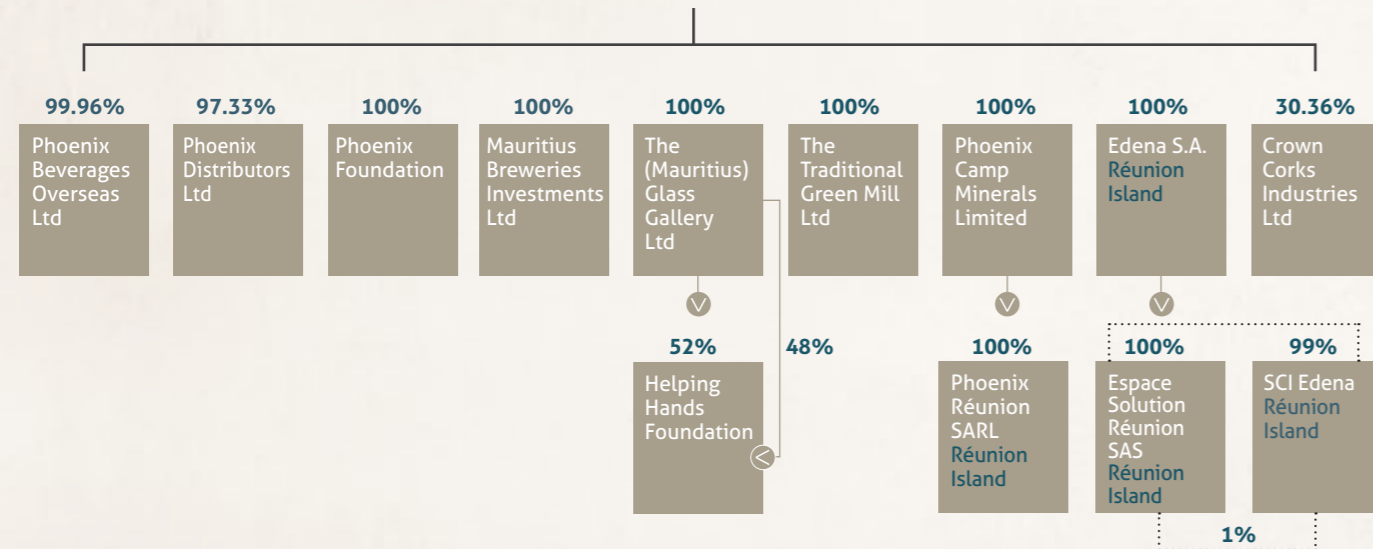 99.96%
Phoenix
Beverages
Overseas
Ltd
97.33%
Phoenix
Distributors
Ltd
100%
Phoenix
Foundation
100%
Mauritius
Breweries
Investments
Ltd
100%
The
(Mauritius)
Glass
Gallery
Ltd
100%
The
Traditional
Green Mill
Ltd
100%
Phoenix
Camp
Minerals
Limited
100%
Edena S.A.
Réunion
Island
30.36%
Crown
Corks
Industries
Ltd
52%
48%
Helping
Hands
Foundation
100%
Phoenix
Réunion
SARL
Réunion
Island
100%
Espace
Solution
Réunion
SAS
Réunion
Island
99%
SCI Edena
Réunion
Island
1%